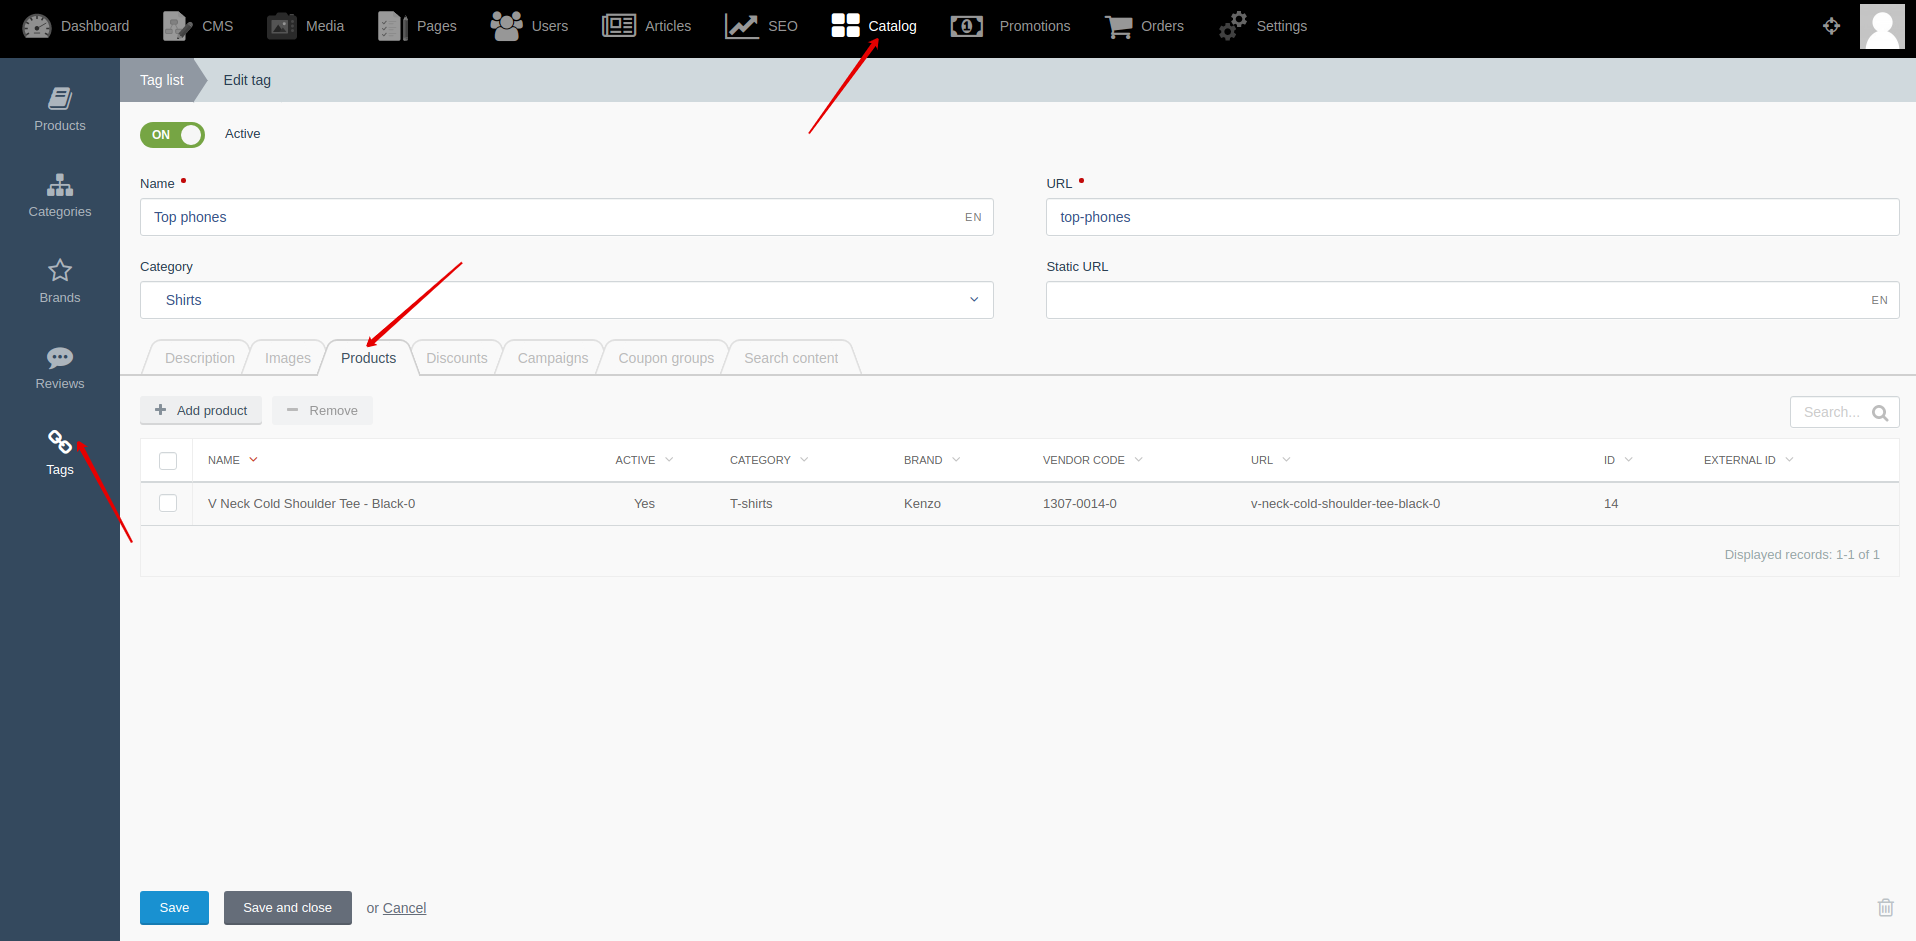 Dashboard CMS Media Pages Users Articles SEO Catalog Promotions Orders Settings
Products
Categories
Brands
Reviews
Tags
Tag list Edit tag
ON Active
Name URL
Top phones EN top-phones
Category Static URL
Shirts EN
Description Images Products Discounts Campaigns Coupon groups Search content
Add product Remove Search...
NAME ACTIVE CATEGORY BRAND VENDOR CODE URL ID EXTERNAL ID
V Neck Cold Shoulder Tee - Black-0 Yes T-shirts Kenzo 1307-0014-0 v-neck-cold-shoulder-tee-black-0 14
Displayed records: 1-1 of 1
Save Save and close or Cancel